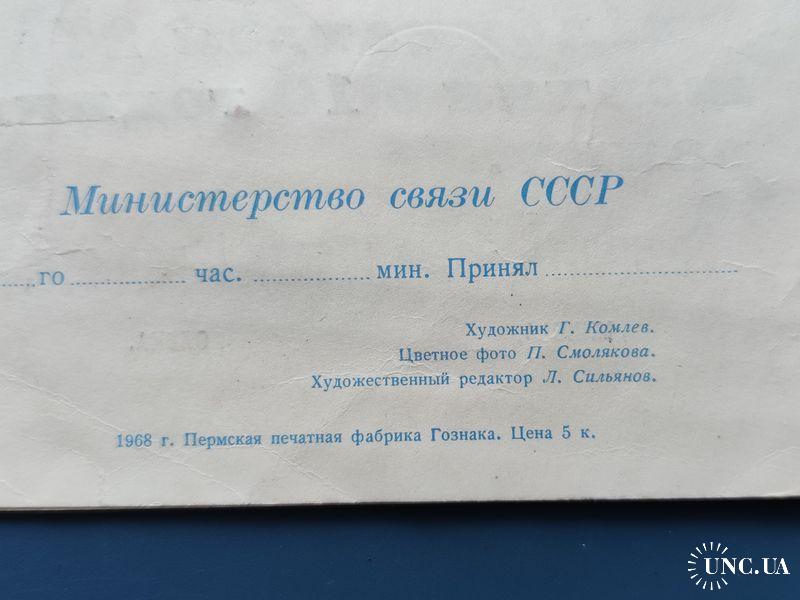 Министерство связи СССР
го час. мин. Принял
Художник Г. Комлев.
Цветное фото П. Смолякова.
Художественный редактор Л. Сильянов.
1968 г. Пермская печатная фабрика Гознака. Цена 5 к.
UNC.UA